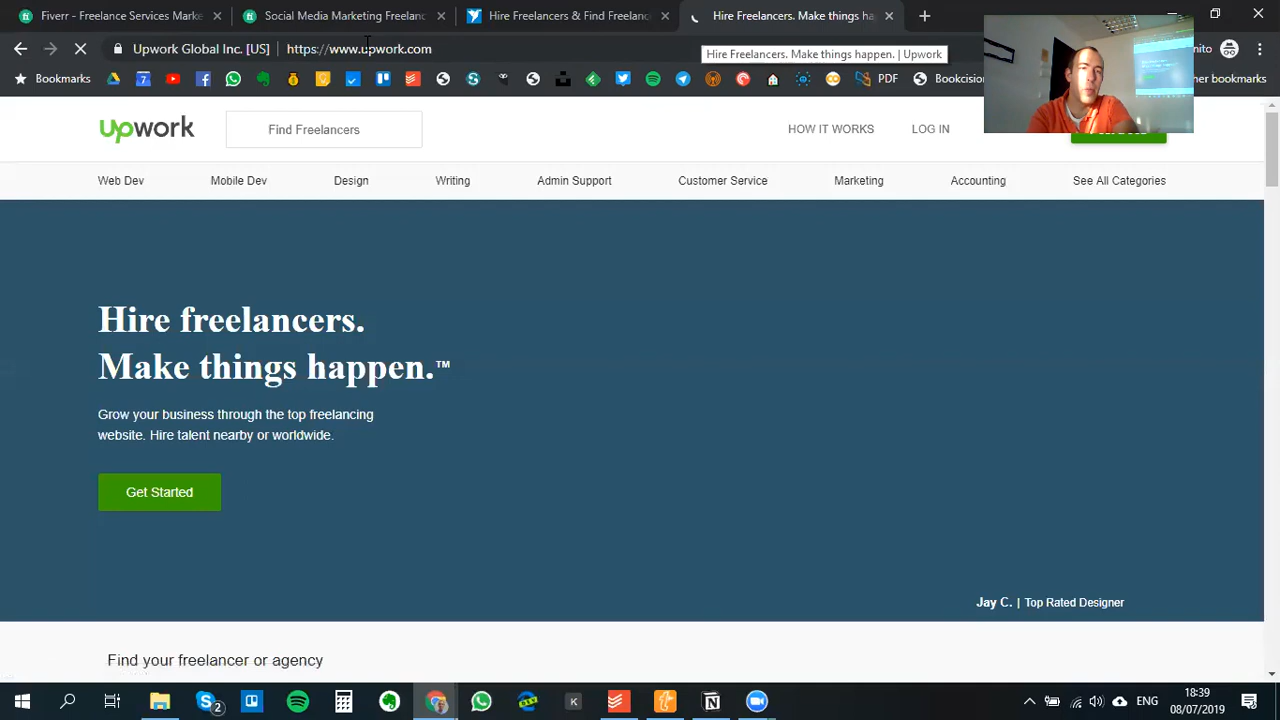 Fiverr - Freelance Services Marke
Social Media Marketing Freelanc
Hire Freelancers & Find Freelanc
Hire Freelancers. Make things ha
Upwork Global Inc. [US]
https://www.upwork.com
Hire Freelancers. Make things happen. | Upwork
Bookmarks
PDF
Bookcision
ther bookmarks
upwork
Find Freelancers
HOW IT WORKS
LOG IN
Web Dev
Mobile Dev
Design
Writing
Admin Support
Customer Service
Marketing
Accounting
See All Categories
Hire freelancers.
Make things happen.™
Grow your business through the top freelancing
website. Hire talent nearby or worldwide.
Get Started
Jay C. | Top Rated Designer
Find your freelancer or agency
ENG
18:39
08/07/2019